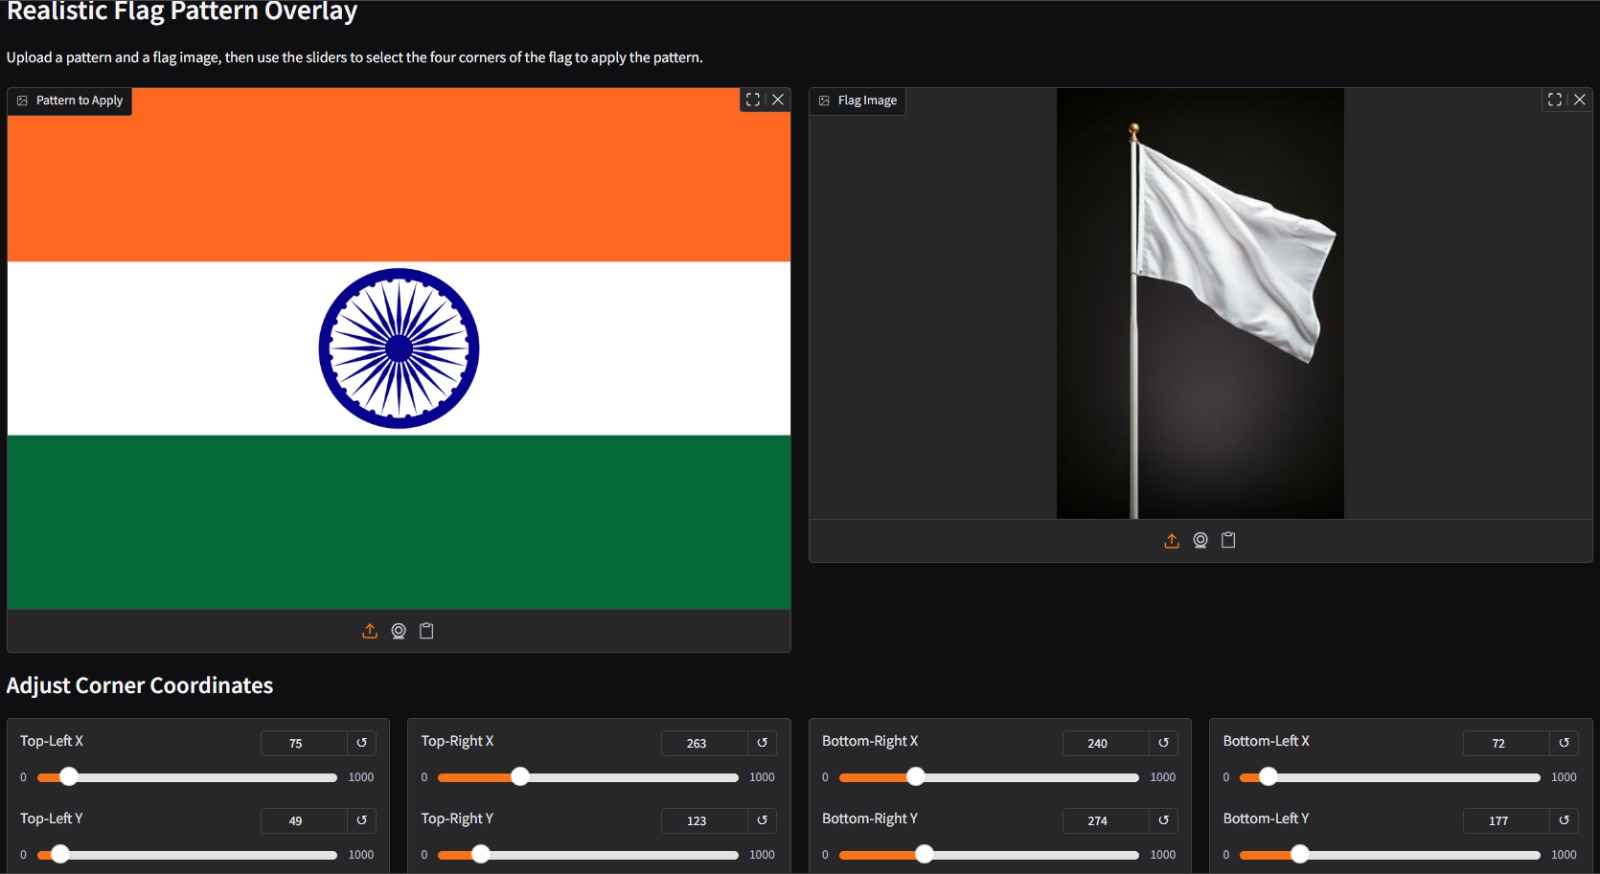 Realistic Flag Pattern Overlay
Upload a pattern and a flag image, then use the sliders to select the four corners of the flag to apply the pattern.
Pattern to Apply
Flag Image
Adjust Corner Coordinates
Top-Left X 75
0 1000
Top-Left Y 49
0 1000
Top-Right X 263
0 1000
Top-Right Y 123
0 1000
Bottom-Right X 240
0 1000
Bottom-Right Y 274
0 1000
Bottom-Left X 72
0 1000
Bottom-Left Y 177
0 1000